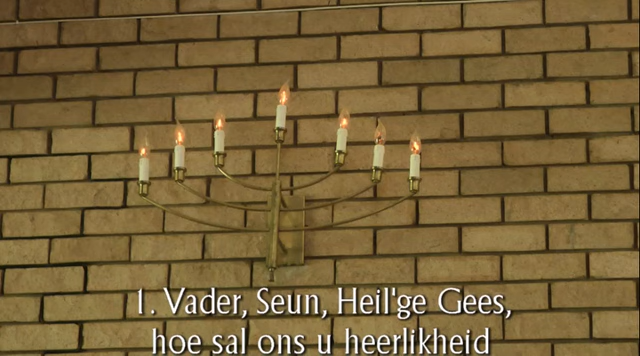 1. Vader, Seun, Heil'ge Gees,
hoe sal ons u heerlikheid